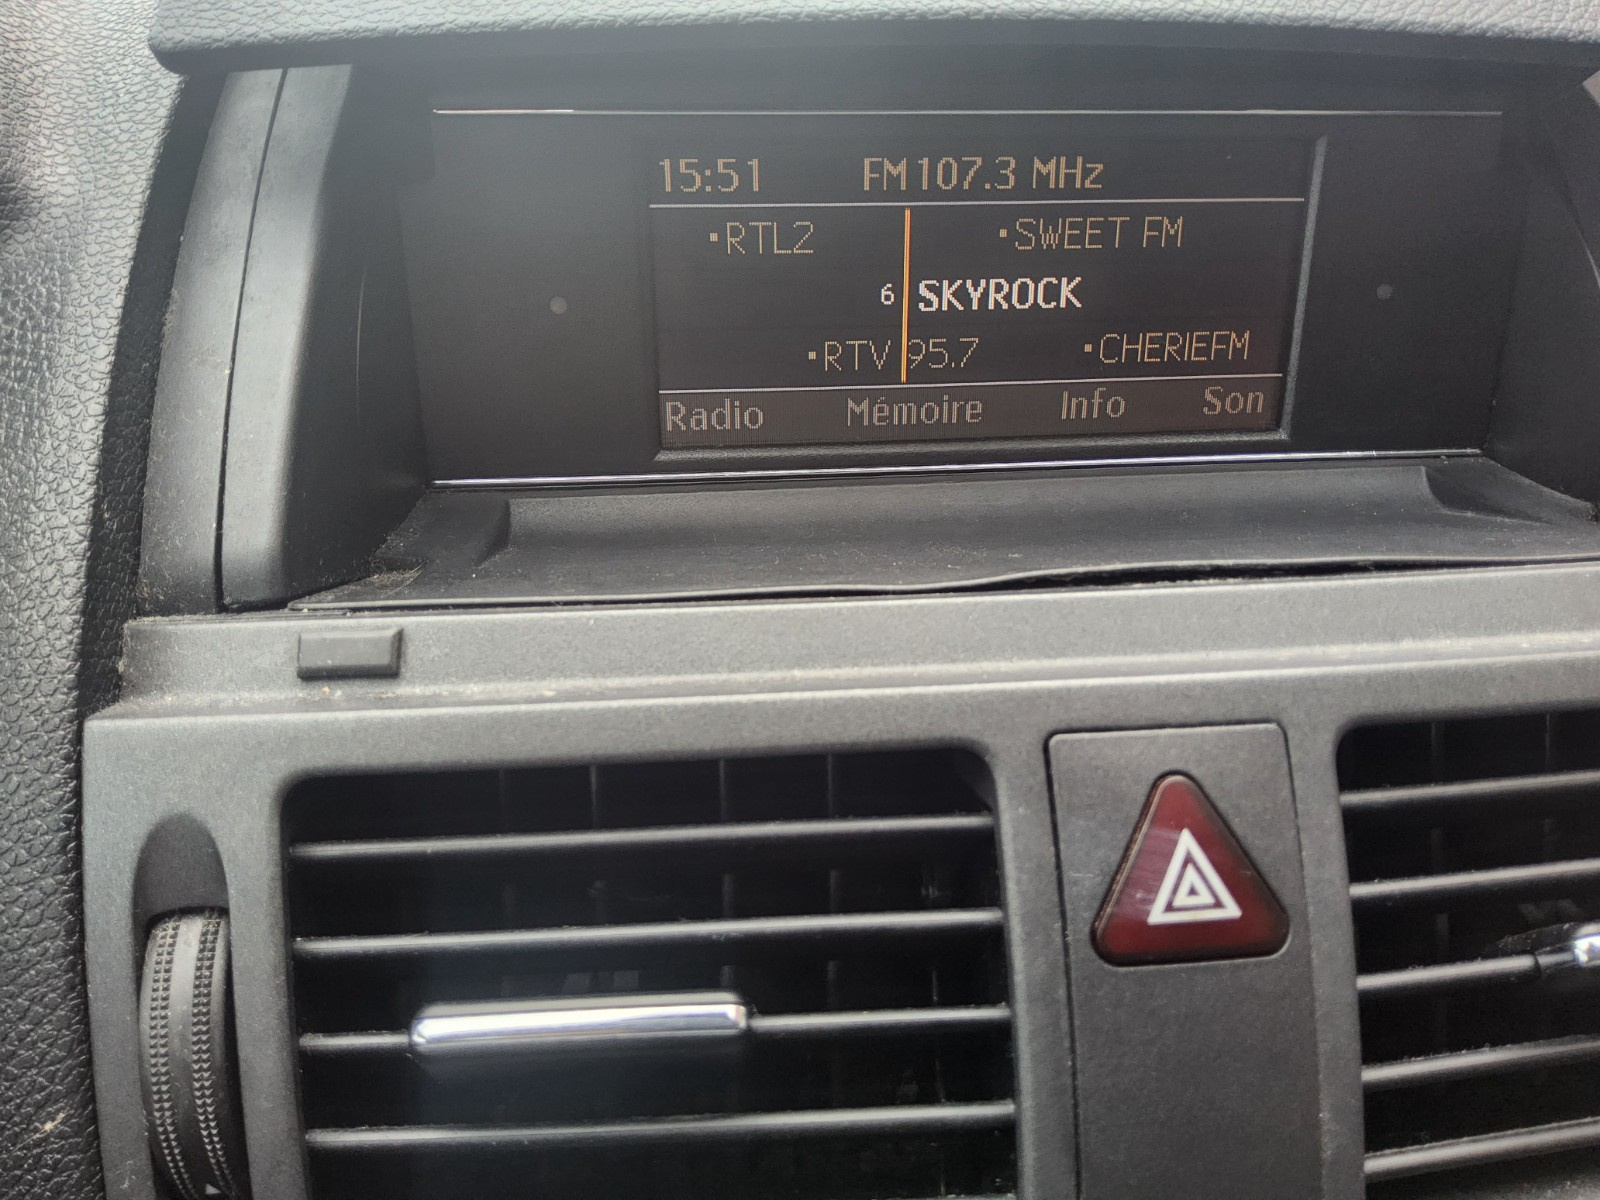 15:51 FM 107.3 MHz
▪RTL2 ▪SWEET FM
6 SKYROCK
▪RTV 95.7 ▪CHERIEFM
Radio Mémoire Info Son